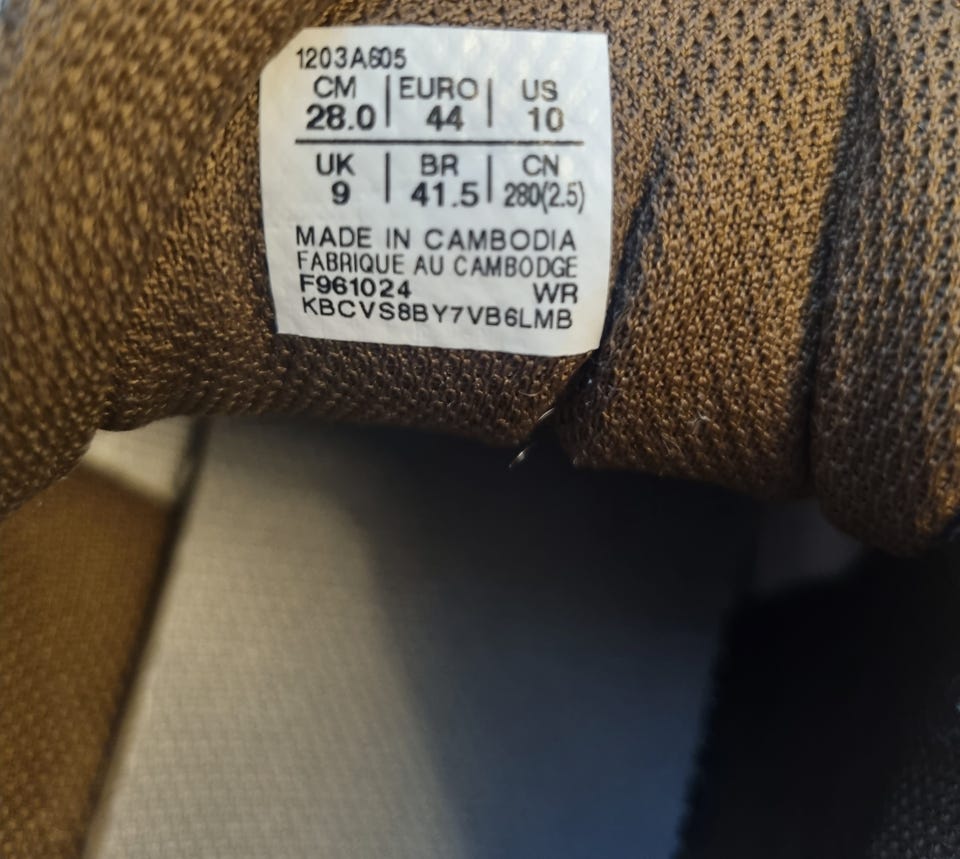 1203A605
CM | EURO | US
28.0 | 44 | 10
UK | BR | CN
9 | 41.5 | 280(2.5)
MADE IN CAMBODIA
FABRIQUE AU CAMBODGE
F961024 WR
KBCVS8BY7VB6LMB